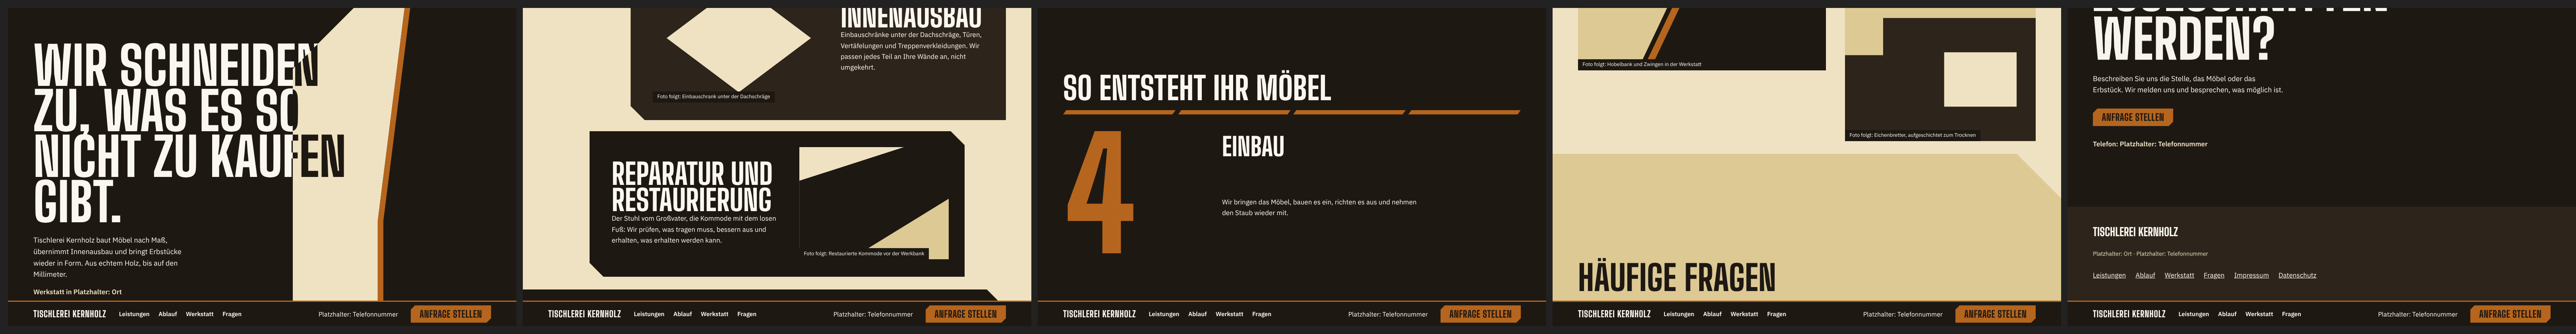 WIR SCHNEIDEN
ZU, WAS ES SO
NICHT ZU KAUFEN
GIBT.
Tischlerei Kernholz baut Möbel nach Maß,
übernimmt Innenausbau und bringt Erbstücke
wieder in Form. Aus echtem Holz, bis auf den
Millimeter.
Werkstatt in Platzhalter: Ort
TISCHLEREI KERNHOLZ Leistungen Ablauf Werkstatt Fragen Platzhalter: Telefonnummer ANFRAGE STELLEN
INNENAUSBAU
Einbauschränke unter der Dachschräge, Türen,
Vertäfelungen und Treppenverkleidungen. Wir
passen jedes Teil an Ihre Wände an, nicht
umgekehrt.
Foto folgt: Einbauschrank unter der Dachschräge
REPARATUR UND
RESTAURIERUNG
Der Stuhl vom Großvater, die Kommode mit dem losen
Fuß: Wir prüfen, was tragen muss, bessern aus und
erhalten, was erhalten werden kann.
Foto folgt: Restaurierte Kommode vor der Werkbank
TISCHLEREI KERNHOLZ Leistungen Ablauf Werkstatt Fragen Platzhalter: Telefonnummer ANFRAGE STELLEN
SO ENTSTEHT IHR MÖBEL
4
EINBAU
Wir bringen das Möbel, bauen es ein, richten es aus und nehmen
den Staub wieder mit.
TISCHLEREI KERNHOLZ Leistungen Ablauf Werkstatt Fragen Platzhalter: Telefonnummer ANFRAGE STELLEN
Foto folgt: Hobelbank und Zwingen in der Werkstatt
Foto folgt: Eichenbretter, aufgeschichtet zum Trocknen
HÄUFIGE FRAGEN
TISCHLEREI KERNHOLZ Leistungen Ablauf Werkstatt Fragen Platzhalter: Telefonnummer ANFRAGE STELLEN
WERDEN?
Beschreiben Sie uns die Stelle, das Möbel oder das
Erbstück. Wir melden uns und besprechen, was möglich ist.
ANFRAGE STELLEN
Telefon: Platzhalter: Telefonnummer
TISCHLEREI KERNHOLZ
Platzhalter: Ort · Platzhalter: Telefonnummer
Leistungen Ablauf Werkstatt Fragen Impressum Datenschutz
TISCHLEREI KERNHOLZ Leistungen Ablauf Werkstatt Fragen Platzhalter: Telefonnummer ANFRAGE STELLEN